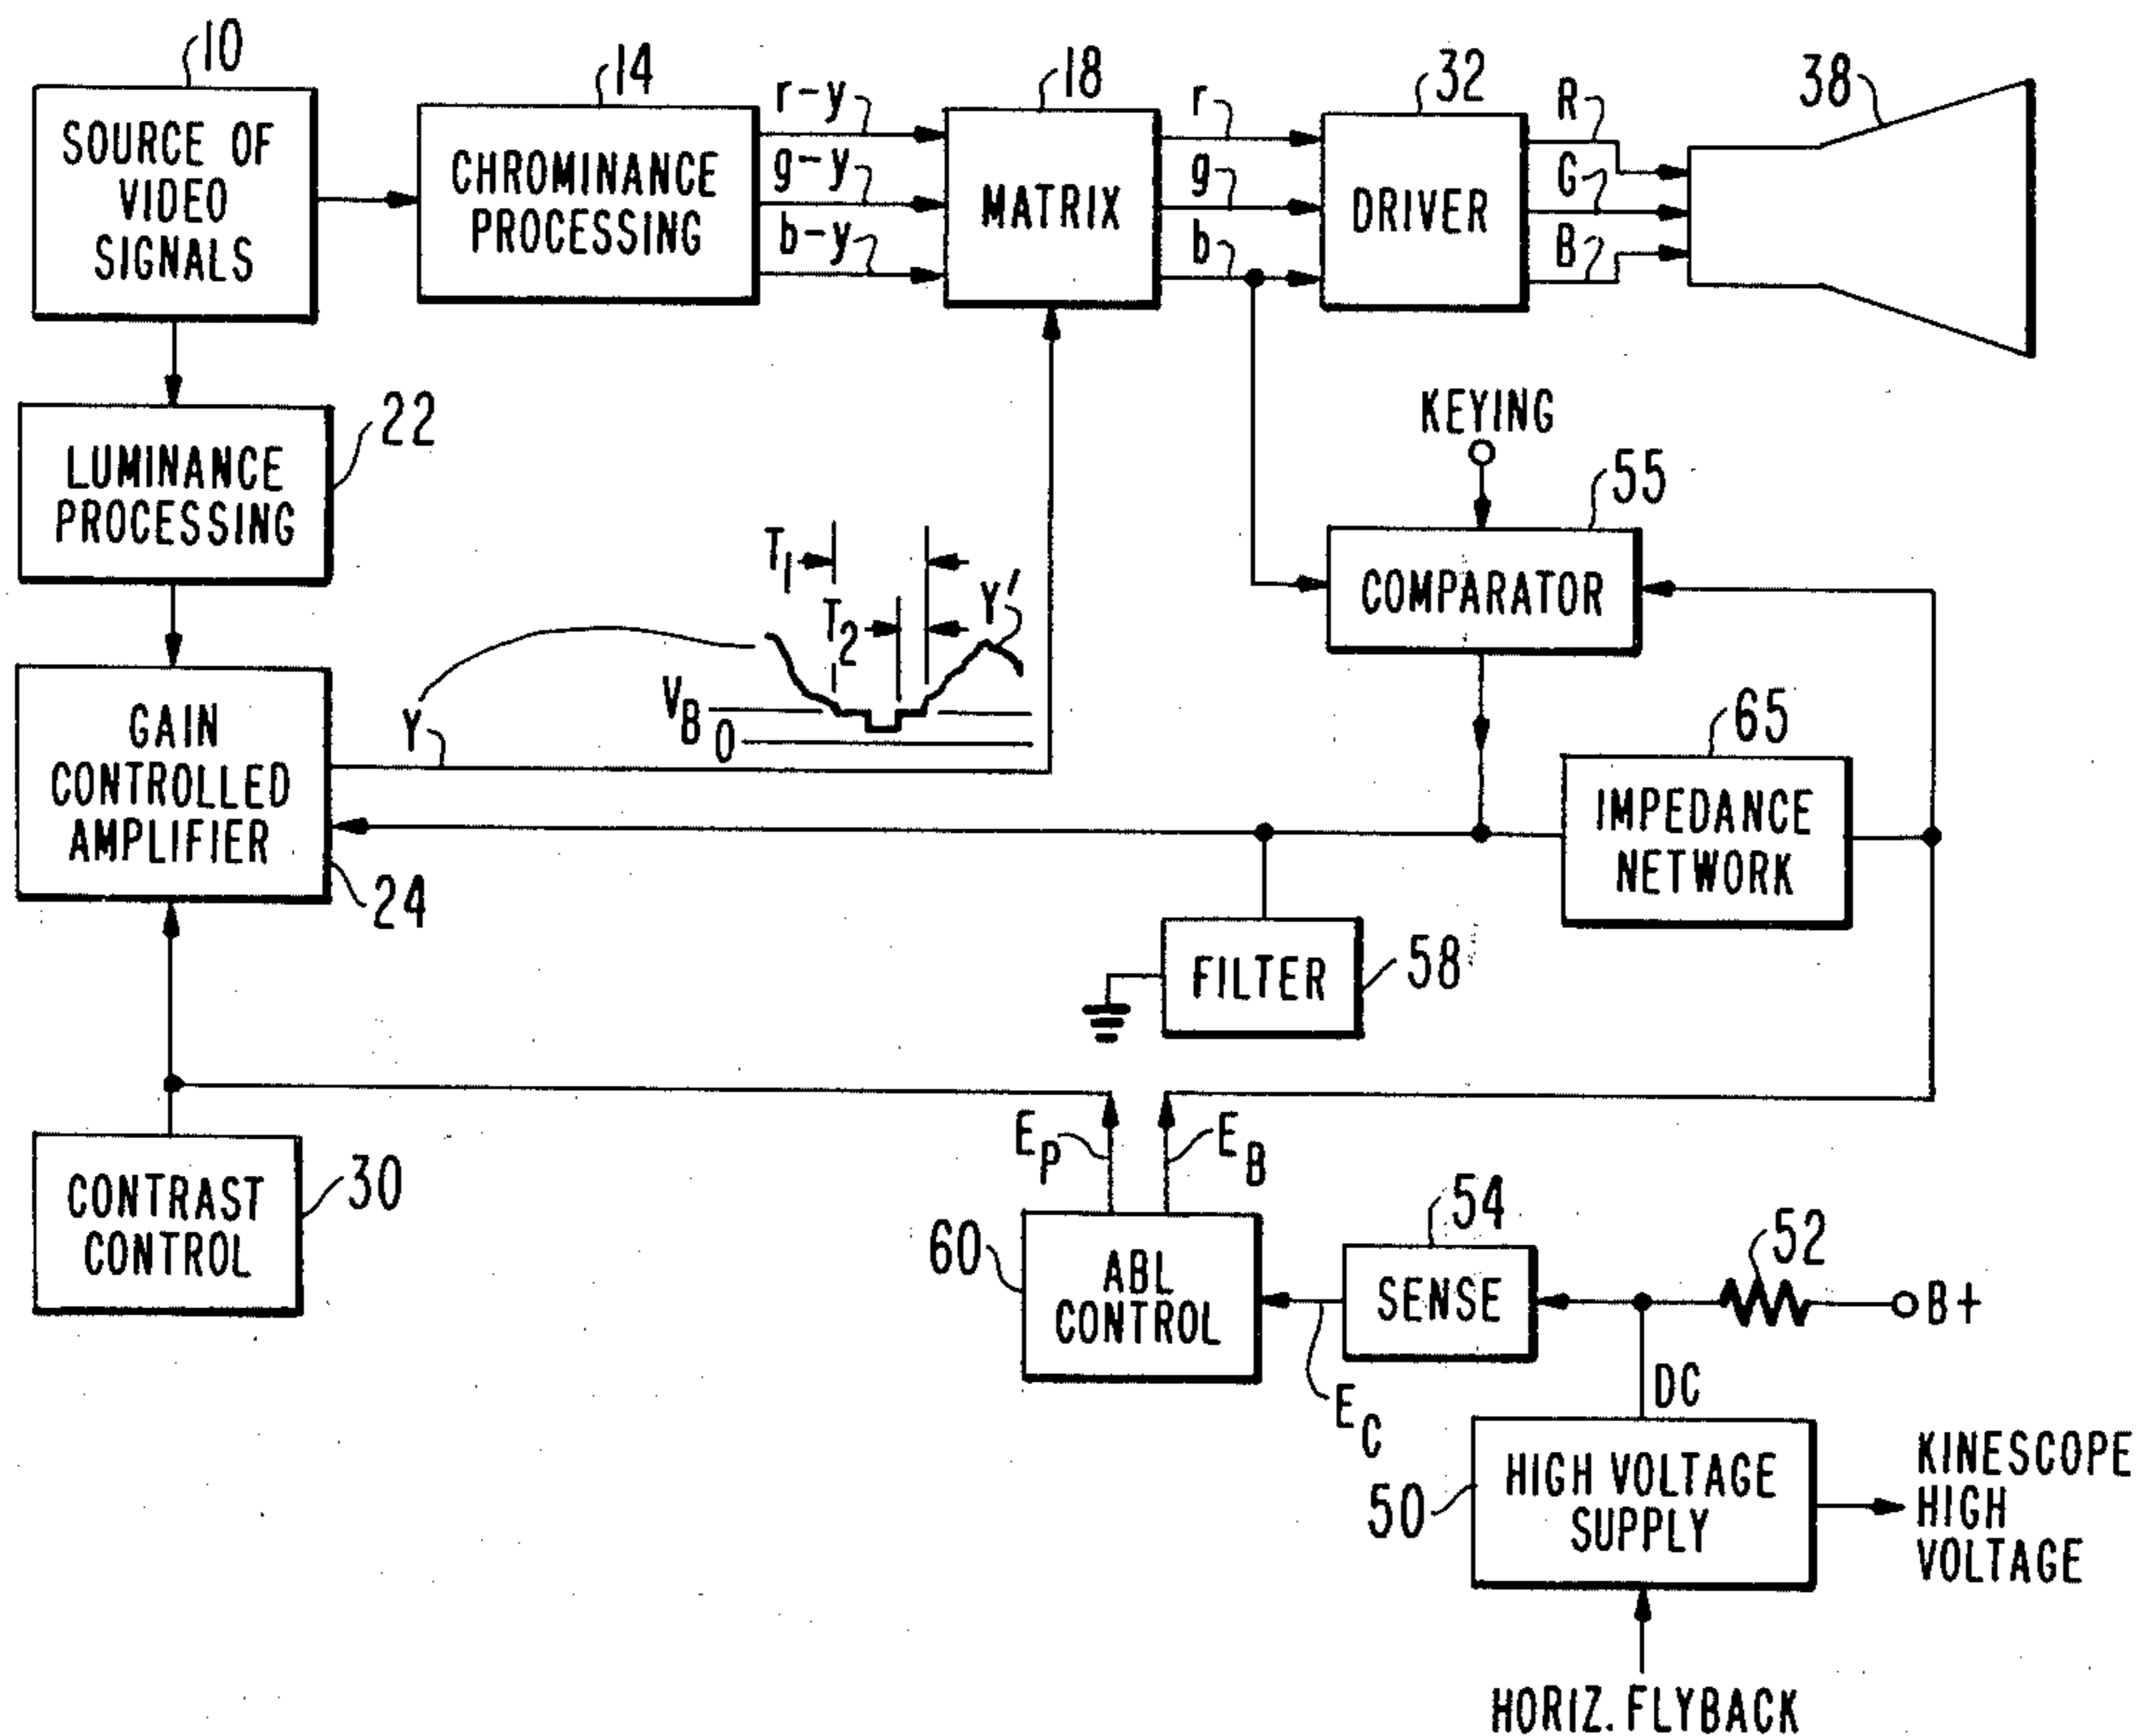 10
SOURCE OF
VIDEO
SIGNALS
14
CHROMINANCE
PROCESSING
r-y
g-y
b-y
18
MATRIX
r
g
b
32
DRIVER
R
G
B
38
22
LUMINANCE
PROCESSING
KEYING
55
COMPARATOR
T1
T2
Y'
VB
0
Y
GAIN
CONTROLLED
AMPLIFIER
24
65
IMPEDANCE
NETWORK
FILTER
58
CONTRAST
CONTROL
30
EP
EB
60
ABL
CONTROL
54
SENSE
52
B+
EC
DC
50
HIGH VOLTAGE
SUPPLY
KINESCOPE
HIGH
VOLTAGE
HORIZ. FLYBACK